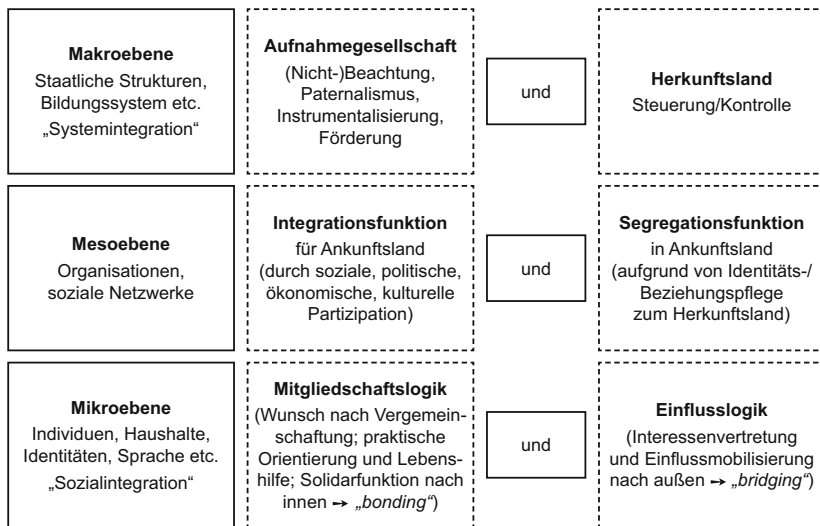 Makroebene
Staatliche Strukturen,
Bildungssystem etc.
„Systemintegration“
Aufnahmegesellschaft
(Nicht-)Beachtung,
Paternalismus,
Instrumentalisierung,
Förderung
und
Herkunftsland
Steuerung/Kontrolle
Mesoebene
Organisationen,
soziale Netzwerke
Integrationsfunktion
für Ankunftsland
(durch soziale, politische,
ökonomische, kulturelle
Partizipation)
und
Segregationsfunktion
in Ankunftsland
(aufgrund von Identitäts-/
Beziehungspflege
zum Herkunftsland)
Mikroebene
Individuen, Haushalte,
Identitäten, Sprache etc.
„Sozialintegration“
Mitgliedschaftslogik
(Wunsch nach Vergemein-
schaftung; praktische
Orientierung und Lebens-
hilfe; Solidarfunktion nach
innen → „bonding“)
und
Einflusslogik
(Interessenvertretung
und Einflussmobilisierung
nach außen → „bridging“)